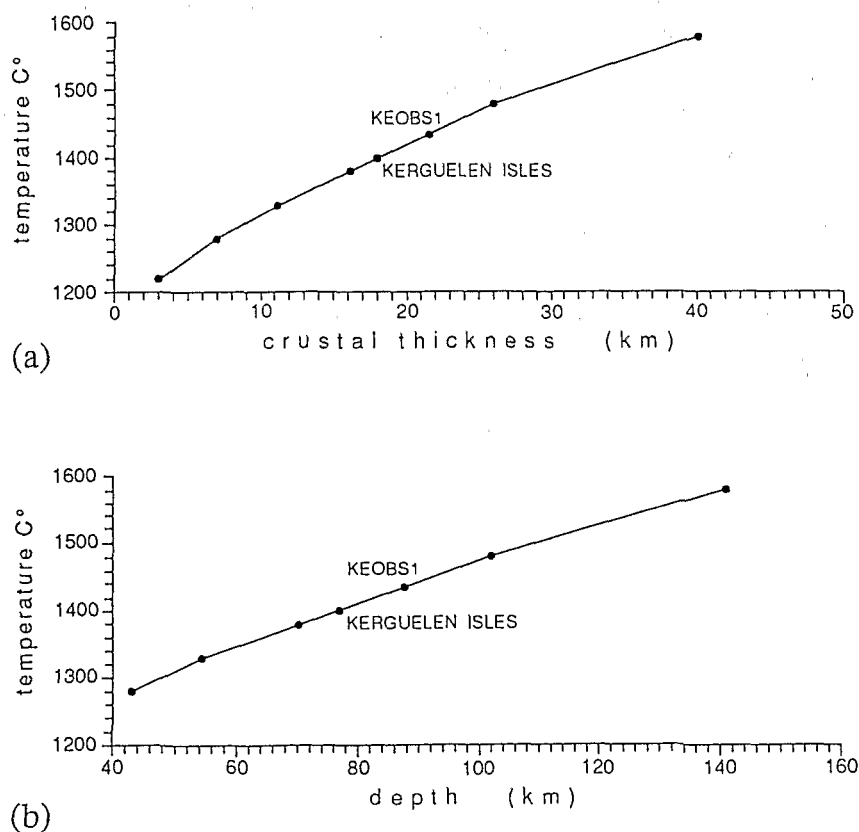 temperature C°
1600
1500
1400
1300
1200
KEOBS1
KERGUELEN ISLES
0
10
20
30
40
50
crustal thickness (km)
(a)
temperature C°
1600
1500
1400
1300
1200
KEOBS1
KERGUELEN ISLES
40
60
80
100
120
140
160
depth (km)
(b)